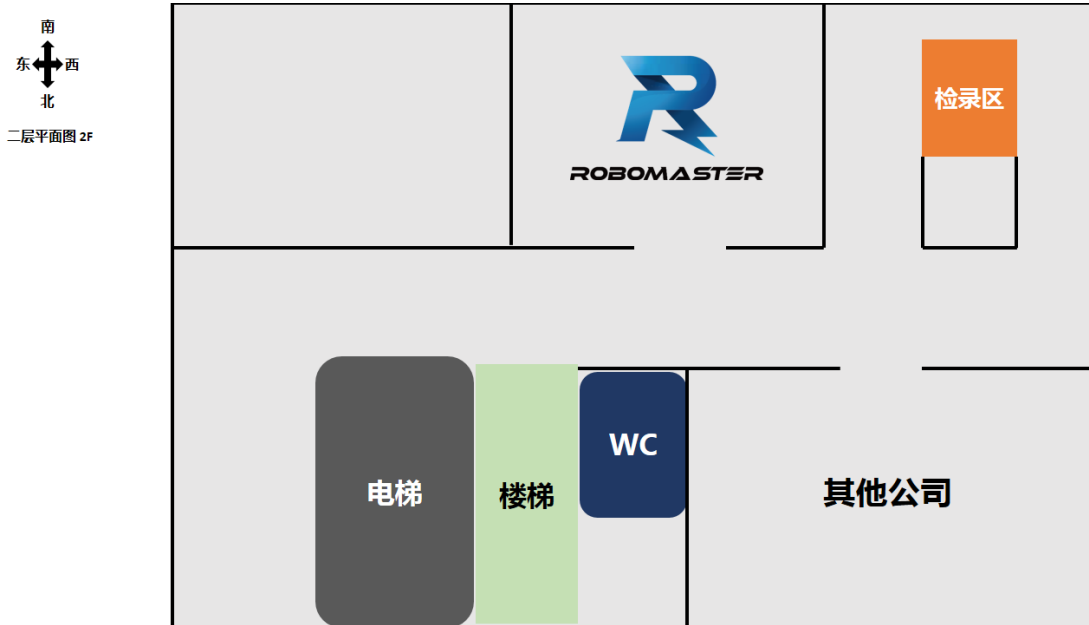 南
东 西
北
二层平面图 2F
ROBOMASTER
检录区
电梯
楼梯
WC
其他公司